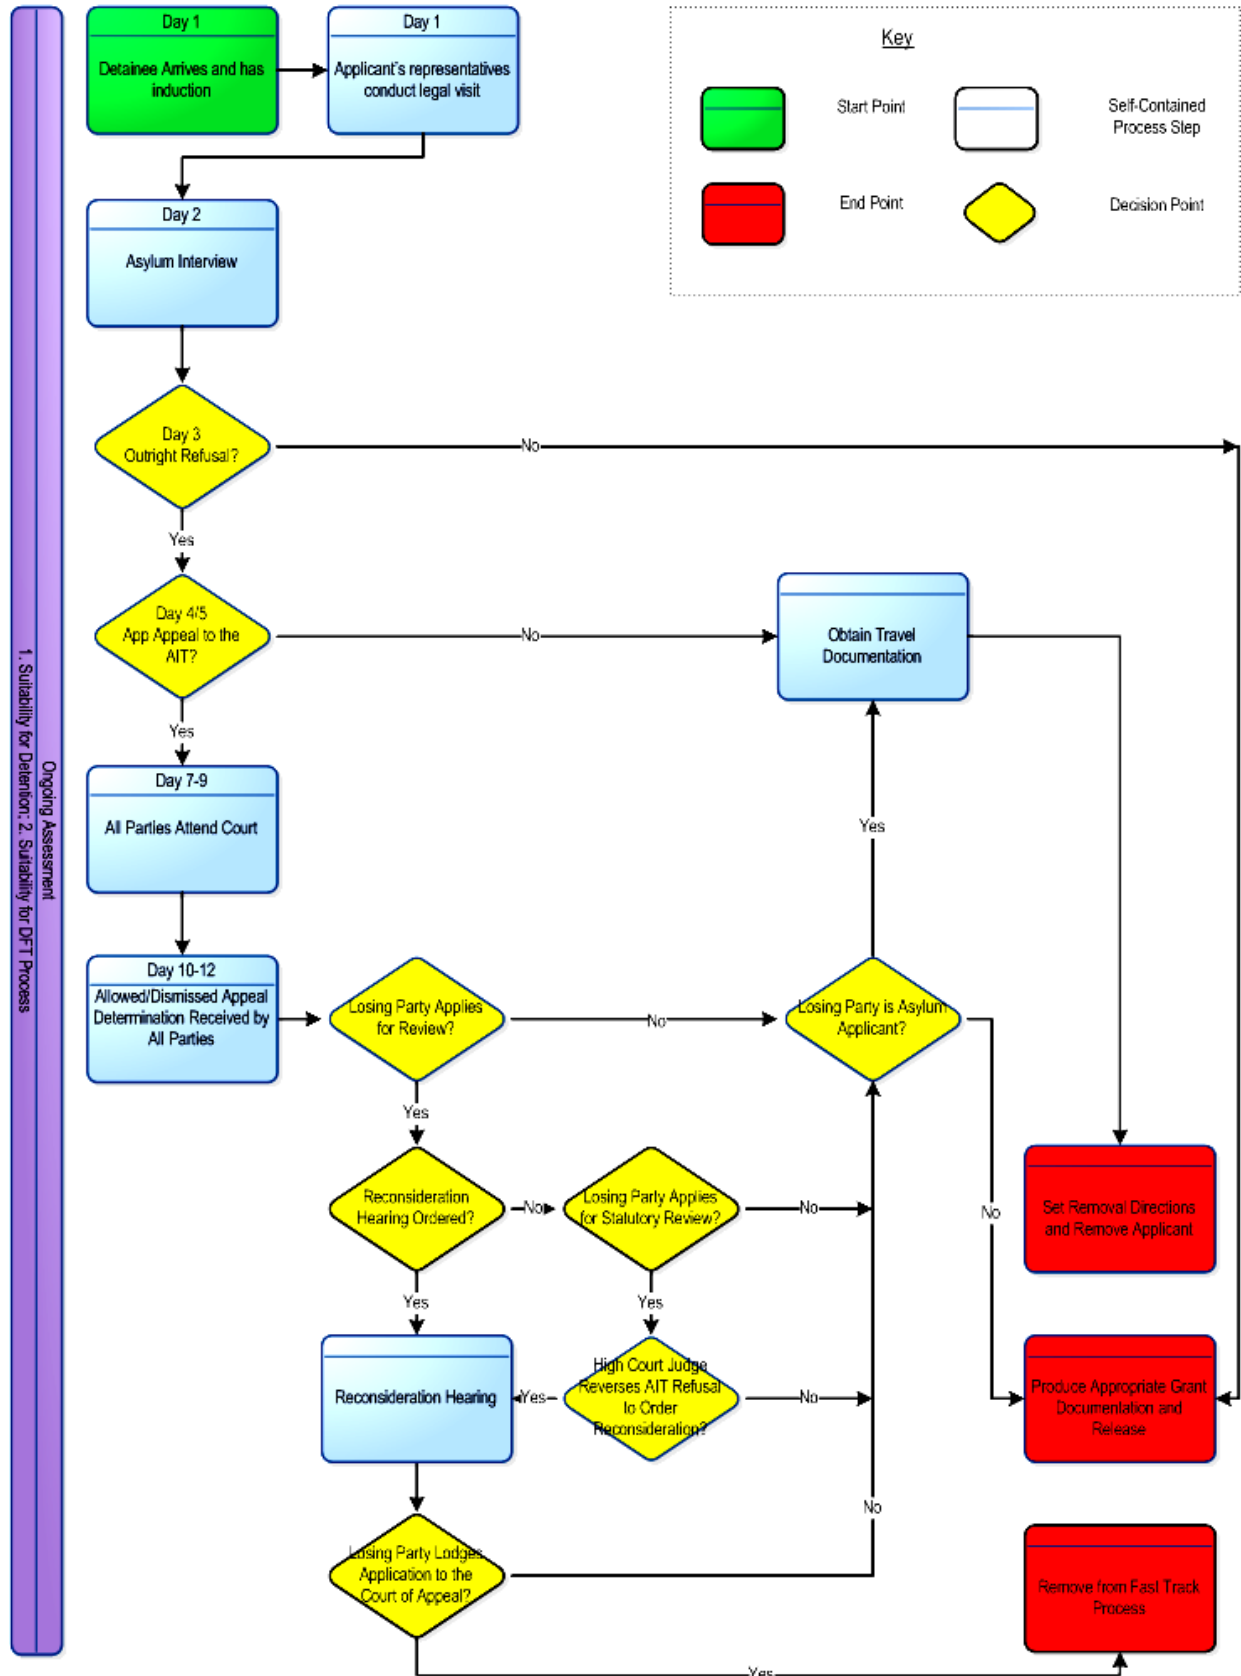 Day 1
Detainee Arrives and has
induction
Day 1
Applicant's representatives
conduct legal visit
Key
Start Point
Self-Contained
Process Step
End Point
Decision Point
Day 2
Asylum Interview
Day 3
Outright Refusal?
No
Yes
Day 4/5
App Appeal to the
AIT?
No
Obtain Travel
Documentation
Yes
Day 7-9
All Parties Attend Court
Yes
Ongoing Assessment
1. Suitability for Detention; 2. Suitability for DFT Process
Day 10-12
Allowed/Dismissed Appeal
Determination Received by
All Parties
Losing Party Applies
for Review?
No
Losing Party is Asylum
Applicant?
Yes
Reconsideration
Hearing Ordered?
No
Losing Party Applies
for Statutory Review?
No
No
Set Removal Directions
and Remove Applicant
Yes
Yes
Reconsideration Hearing
Yes
High Court Judge
Reverses AIT Refusal
to Order
Reconsideration?
No
Produce Appropriate Grant
Documentation and
Release
No
Losing Party Lodges
Application to the
Court of Appeal?
Remove from Fast Track
Process
Yes